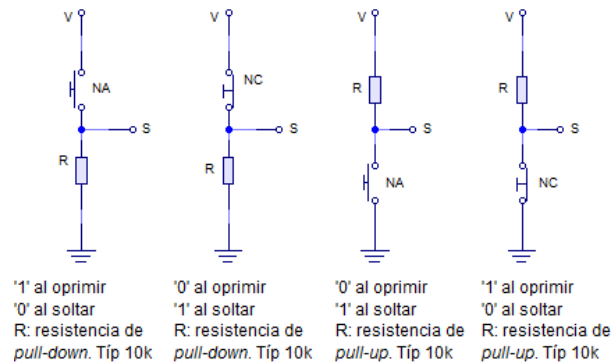 V
NA
S
R
'1' al oprimir
'0' al soltar
R: resistencia de
pull-down. Típ 10k
V
NC
S
R
'0' al oprimir
'1' al soltar
R: resistencia de
pull-down. Típ 10k
V
R
S
NA
'0' al oprimir
'1' al soltar
R: resistencia de
pull-up. Típ 10k
V
R
S
NC
'1' al oprimir
'0' al soltar
R: resistencia de
pull-up. Típ 10k